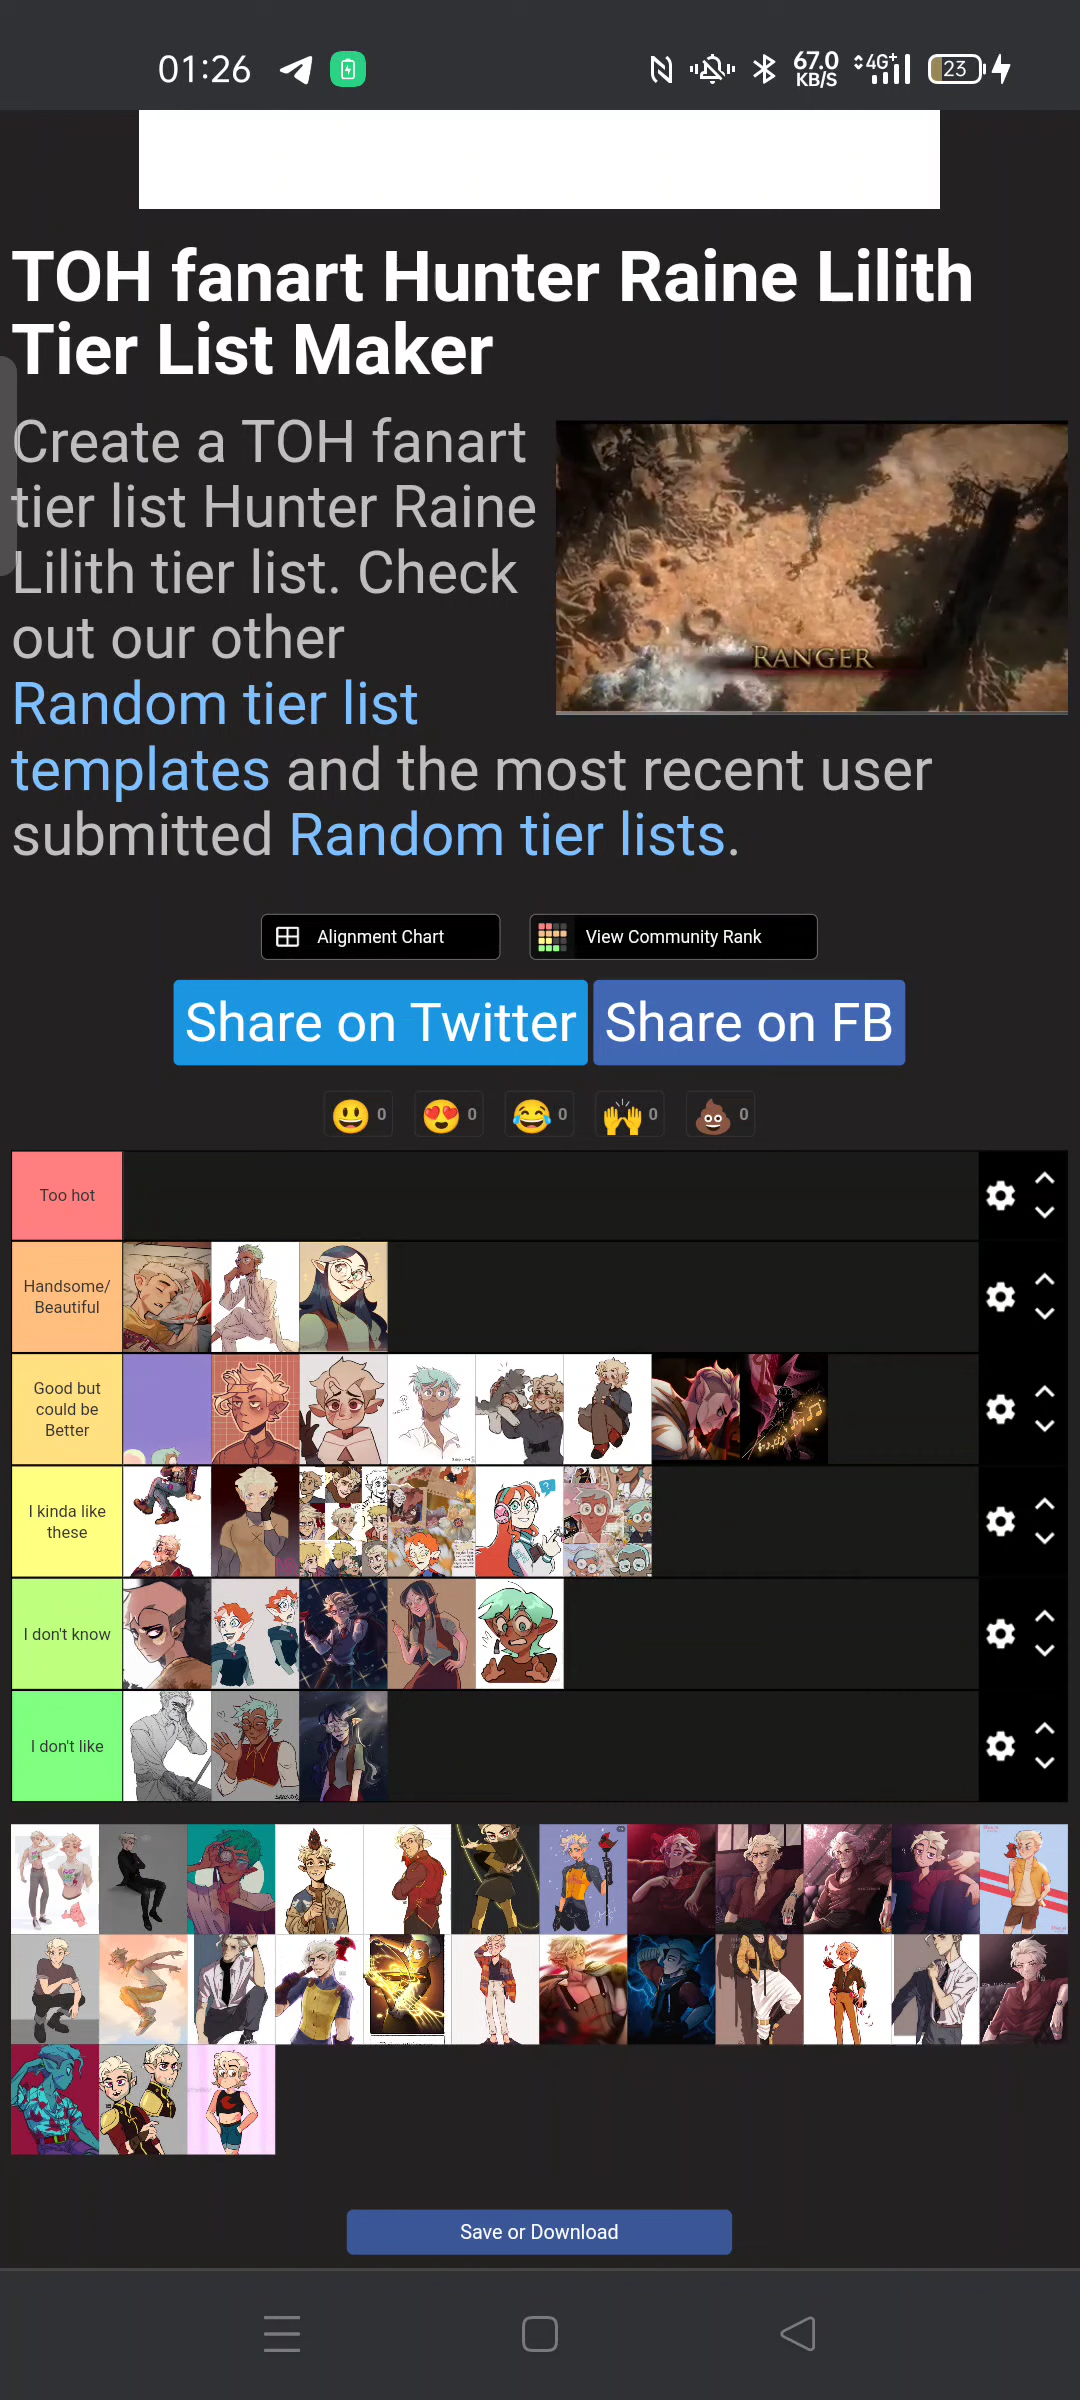 01:26
67.0
KB/S
4G+
23
TOH fanart Hunter Raine Lilith
Tier List Maker
Create a TOH fanart
tier list Hunter Raine
Lilith tier list. Check
out our other
Random tier list
templates and the most recent user
submitted Random tier lists.
RANGER
Alignment Chart
View Community Rank
Share on Twitter
Share on FB
0
0
0
0
0
Too hot
Handsome/
Beautiful
Good but
could be
Better
I kinda like
these
I don't know
I don't like
Save or Download